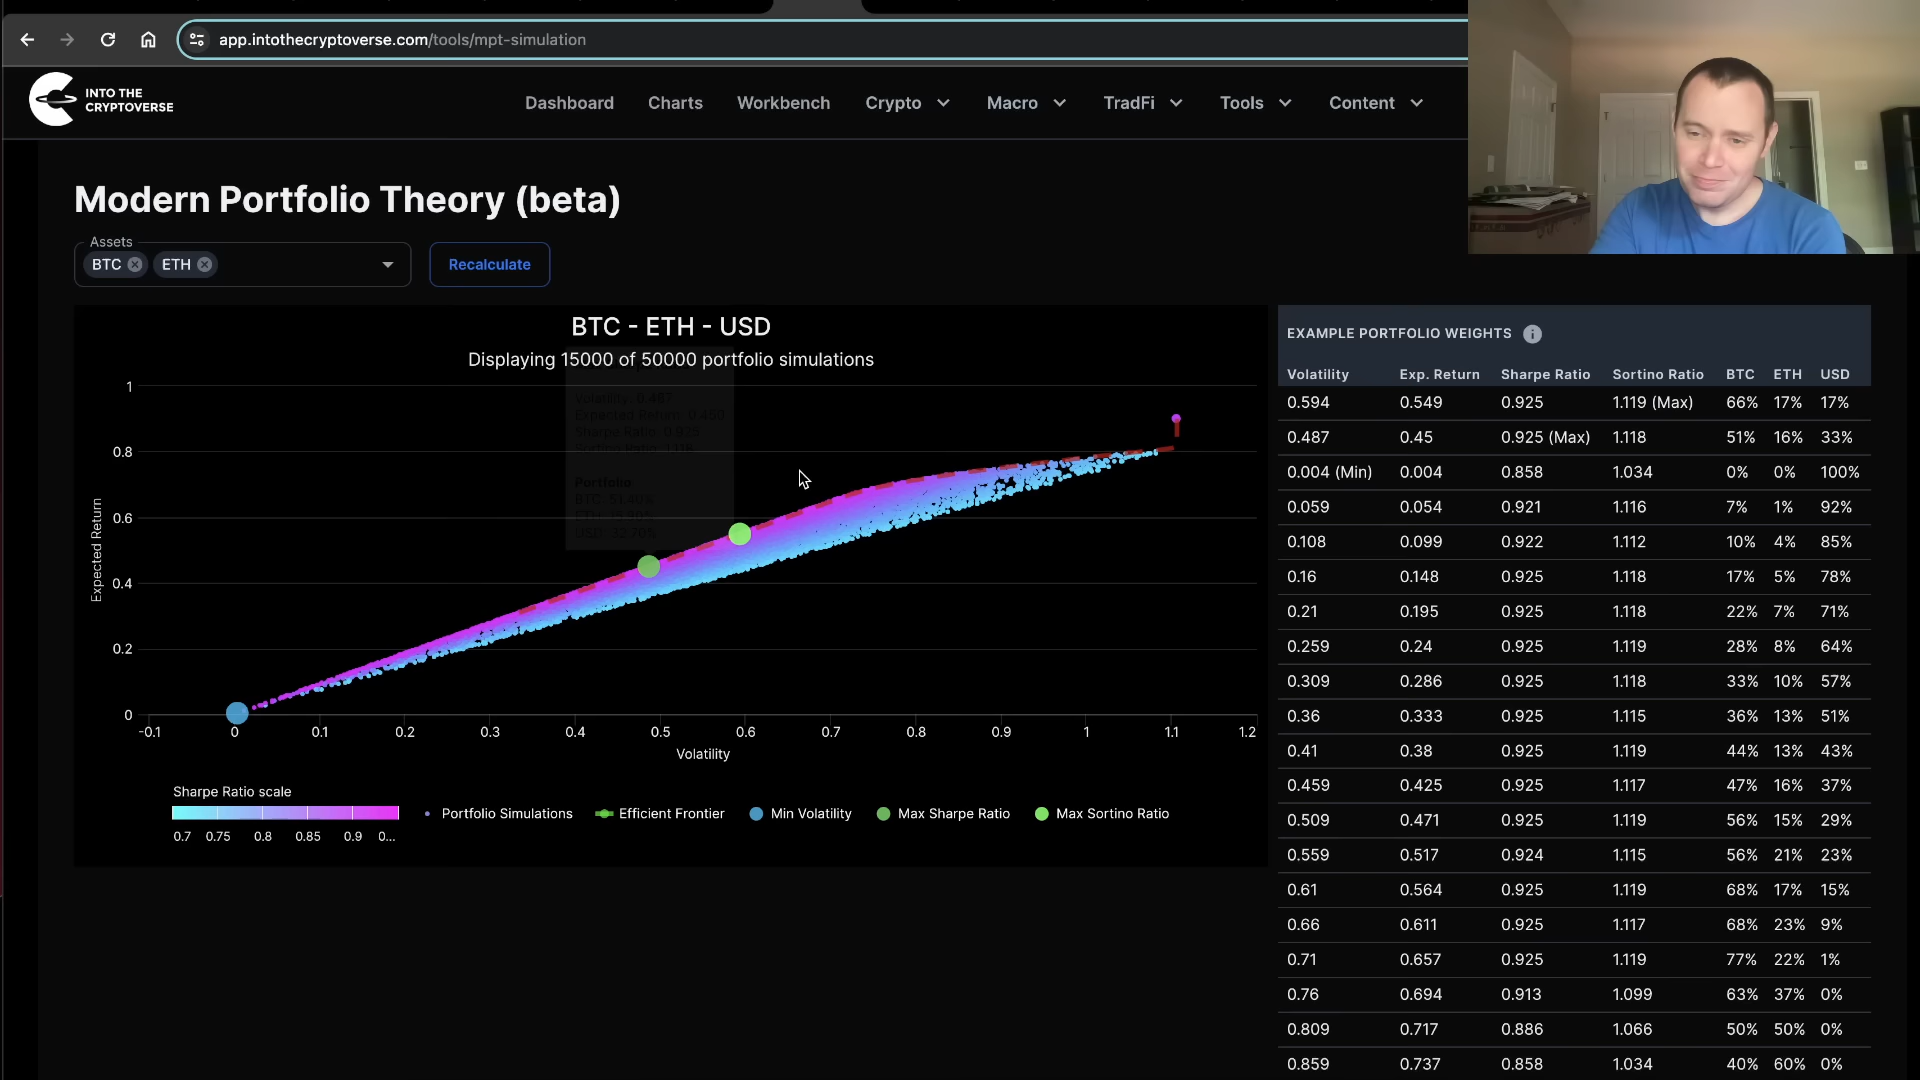 app.intothecryptoverse.com/tools/mpt-simulation
INTO THE
CRYPTOVERSE
Dashboard Charts Workbench Crypto Macro TradFi Tools Content
Modern Portfolio Theory (beta)
Assets
BTC ETH Recalculate
BTC - ETH - USD
Displaying 15000 of 50000 portfolio simulations
Expected Return
1
0.8
0.6
0.4
0.2
0
-0.1 0 0.1 0.2 0.3 0.4 0.5 0.6 0.7 0.8 0.9 1 1.1 1.2
Volatility
Sharpe Ratio scale
0.7 0.75 0.8 0.85 0.9 0...
Portfolio Simulations Efficient Frontier Min Volatility Max Sharpe Ratio Max Sortino Ratio
EXAMPLE PORTFOLIO WEIGHTS i
Volatility Exp. Return Sharpe Ratio Sortino Ratio BTC ETH USD
0.594 0.549 0.925 1.119 (Max) 66% 17% 17%
0.487 0.45 0.925 (Max) 1.118 51% 16% 33%
0.004 (Min) 0.004 0.858 1.034 0% 0% 100%
0.059 0.054 0.921 1.116 7% 1% 92%
0.108 0.099 0.922 1.112 10% 4% 85%
0.16 0.148 0.925 1.118 17% 5% 78%
0.21 0.195 0.925 1.118 22% 7% 71%
0.259 0.24 0.925 1.119 28% 8% 64%
0.309 0.286 0.925 1.118 33% 10% 57%
0.36 0.333 0.925 1.115 36% 13% 51%
0.41 0.38 0.925 1.119 44% 13% 43%
0.459 0.425 0.925 1.117 47% 16% 37%
0.509 0.471 0.925 1.119 56% 15% 29%
0.559 0.517 0.924 1.115 56% 21% 23%
0.61 0.564 0.925 1.119 68% 17% 15%
0.66 0.611 0.925 1.117 68% 23% 9%
0.71 0.657 0.925 1.119 77% 22% 1%
0.76 0.694 0.913 1.099 63% 37% 0%
0.809 0.717 0.886 1.066 50% 50% 0%
0.859 0.737 0.858 1.034 40% 60% 0%